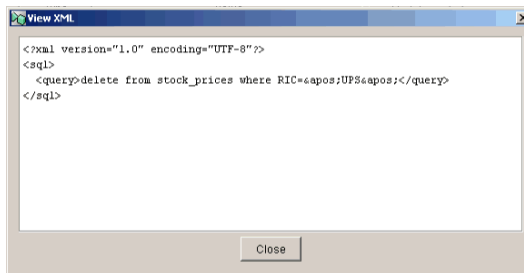 View XML
<?xml version="1.0" encoding="UTF-8"?>
<sql>
<query>delete from stock_prices where RIC=&apos;UPS&apos;</query>
</sql>
Close